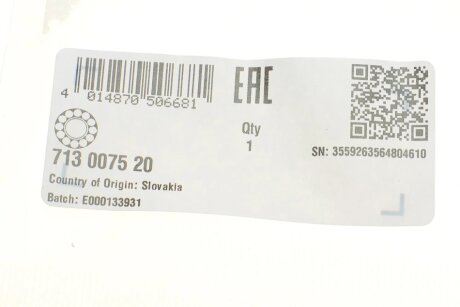 4 014870 506681
EAC
Qty
1
SN: 3559263564804610
713 0075 20
Country of Origin: Slovakia
Batch: E000133931